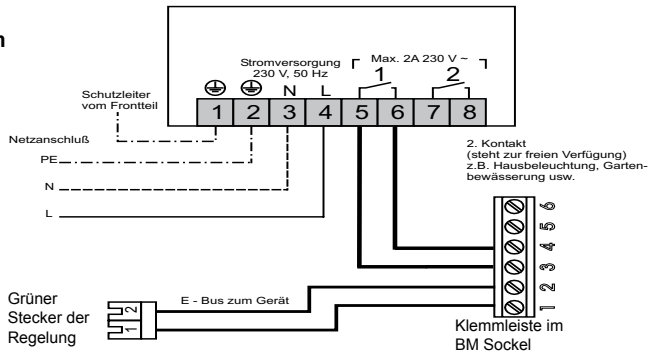 n
Stromversorgung
230 V, 50 Hz
Max. 2A 230 V ~
1 2
N L
Schutzleiter
vom Frontteil
1 2 3 4 5 6 7 8
Netzanschluß
PE
N
L
2. Kontakt
(steht zur freien Verfügung)
z.B. Hausbeleuchtung, Garten-
bewässerung usw.
6
5
4
3
2
1
Grüner
Stecker der
Regelung
2
1
E - Bus zum Gerät
Klemmleiste im
BM Sockel